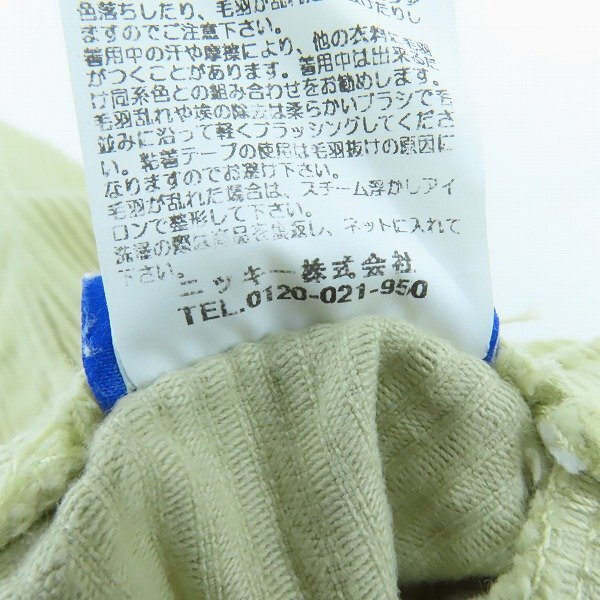 色落ちしたり、毛羽が乱れ
ますのでご注意下さい。
着用中の汗や摩擦により、他の衣料に毛羽
がつくことがあります。着用中は出来るだ
け同系色との組み合わせをお勧めします。
毛羽乱れや埃の除去は柔らかいブラシで毛
並みに沿って軽くブラッシングしてくださ
い。粘着テープの使用は毛羽抜けの原因に
なりますのでお避け下さい。
毛羽が乱れた場合は、スチーム浮かしアイ
ロンで整形して下さい。
洗濯の際は商品を裏返し、ネットに入れて
下さい。
ニッキー株式会社
TEL.0120-021-950